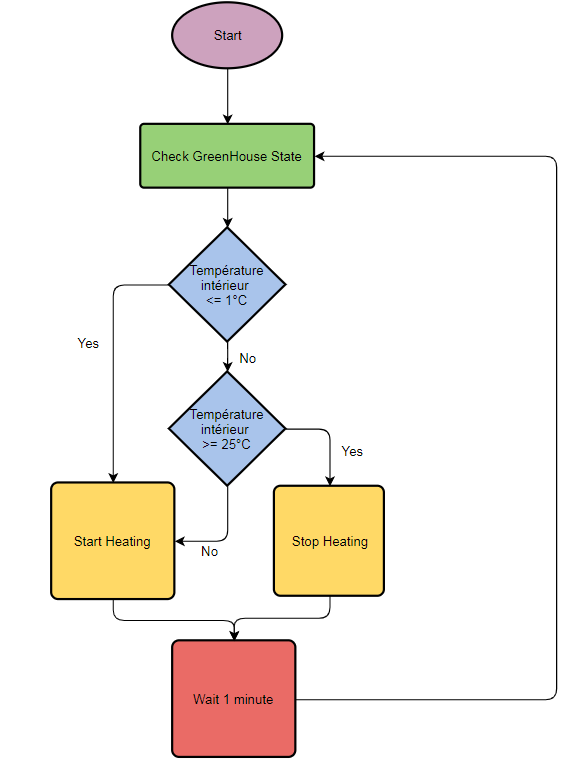 Start
Check GreenHouse State
Température
intérieur
<= 1°C
Yes
No
Température
intérieur
>= 25°C
Yes
Start Heating
No
Stop Heating
Wait 1 minute